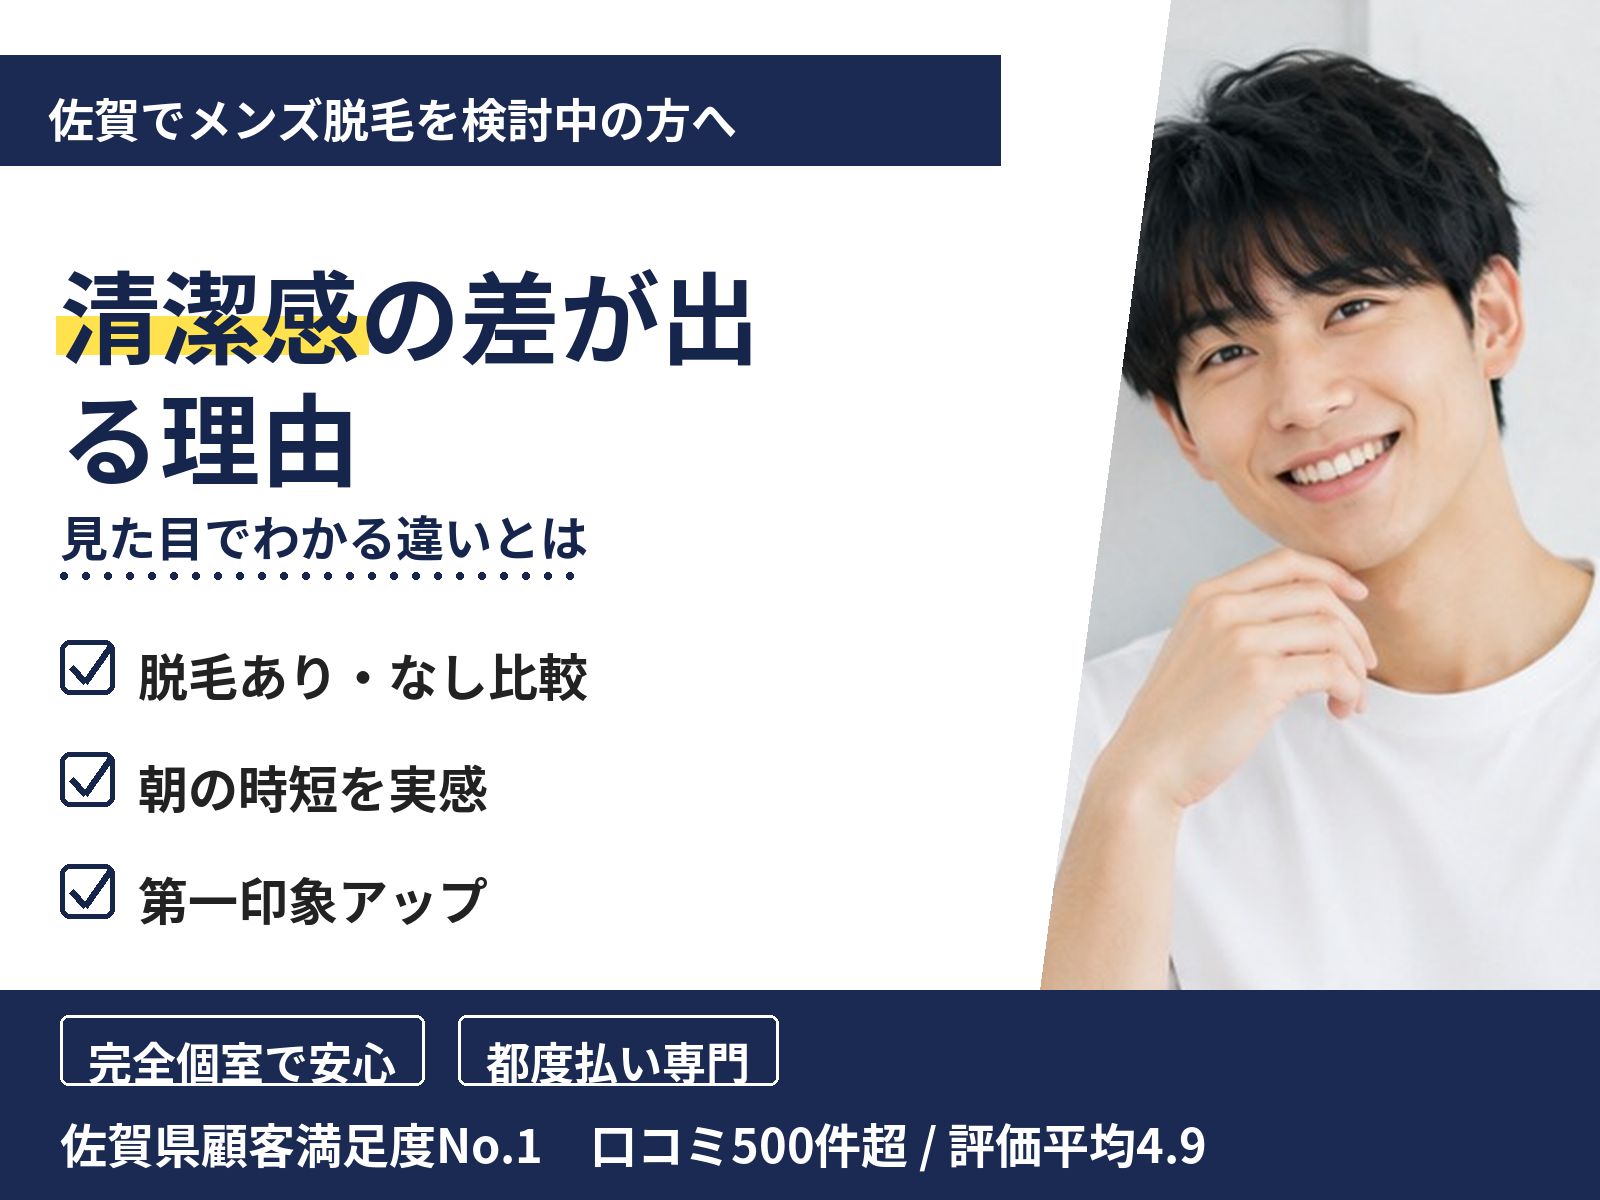 佐賀でメンズ脱毛を検討中の方へ
清潔感の差が出
る理由
見た目でわかる違いとは
脱毛あり・なし比較
朝の時短を実感
第一印象アップ
完全個室で安心
都度払い専門
佐賀県顧客満足度No.1　口コミ500件超 / 評価平均4.9